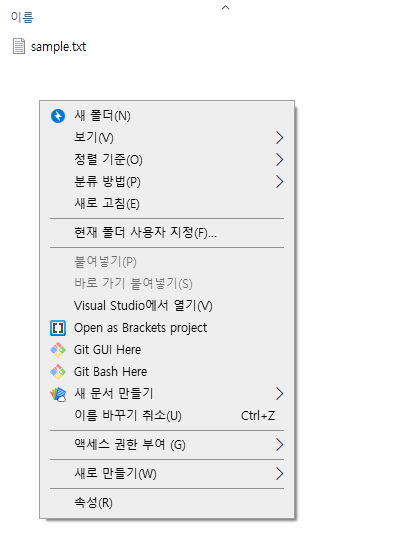 이름
sample.txt
새 폴더(N)
보기(V)
정렬 기준(O)
분류 방법(P)
새로 고침(E)
현재 폴더 사용자 지정(F)...
붙여넣기(P)
바로 가기 붙여넣기(S)
Visual Studio에서 열기(V)
Open as Brackets project
Git GUI Here
Git Bash Here
새 문서 만들기
이름 바꾸기 취소(U) Ctrl+Z
액세스 권한 부여 (G)
새로 만들기(W)
속성(R)